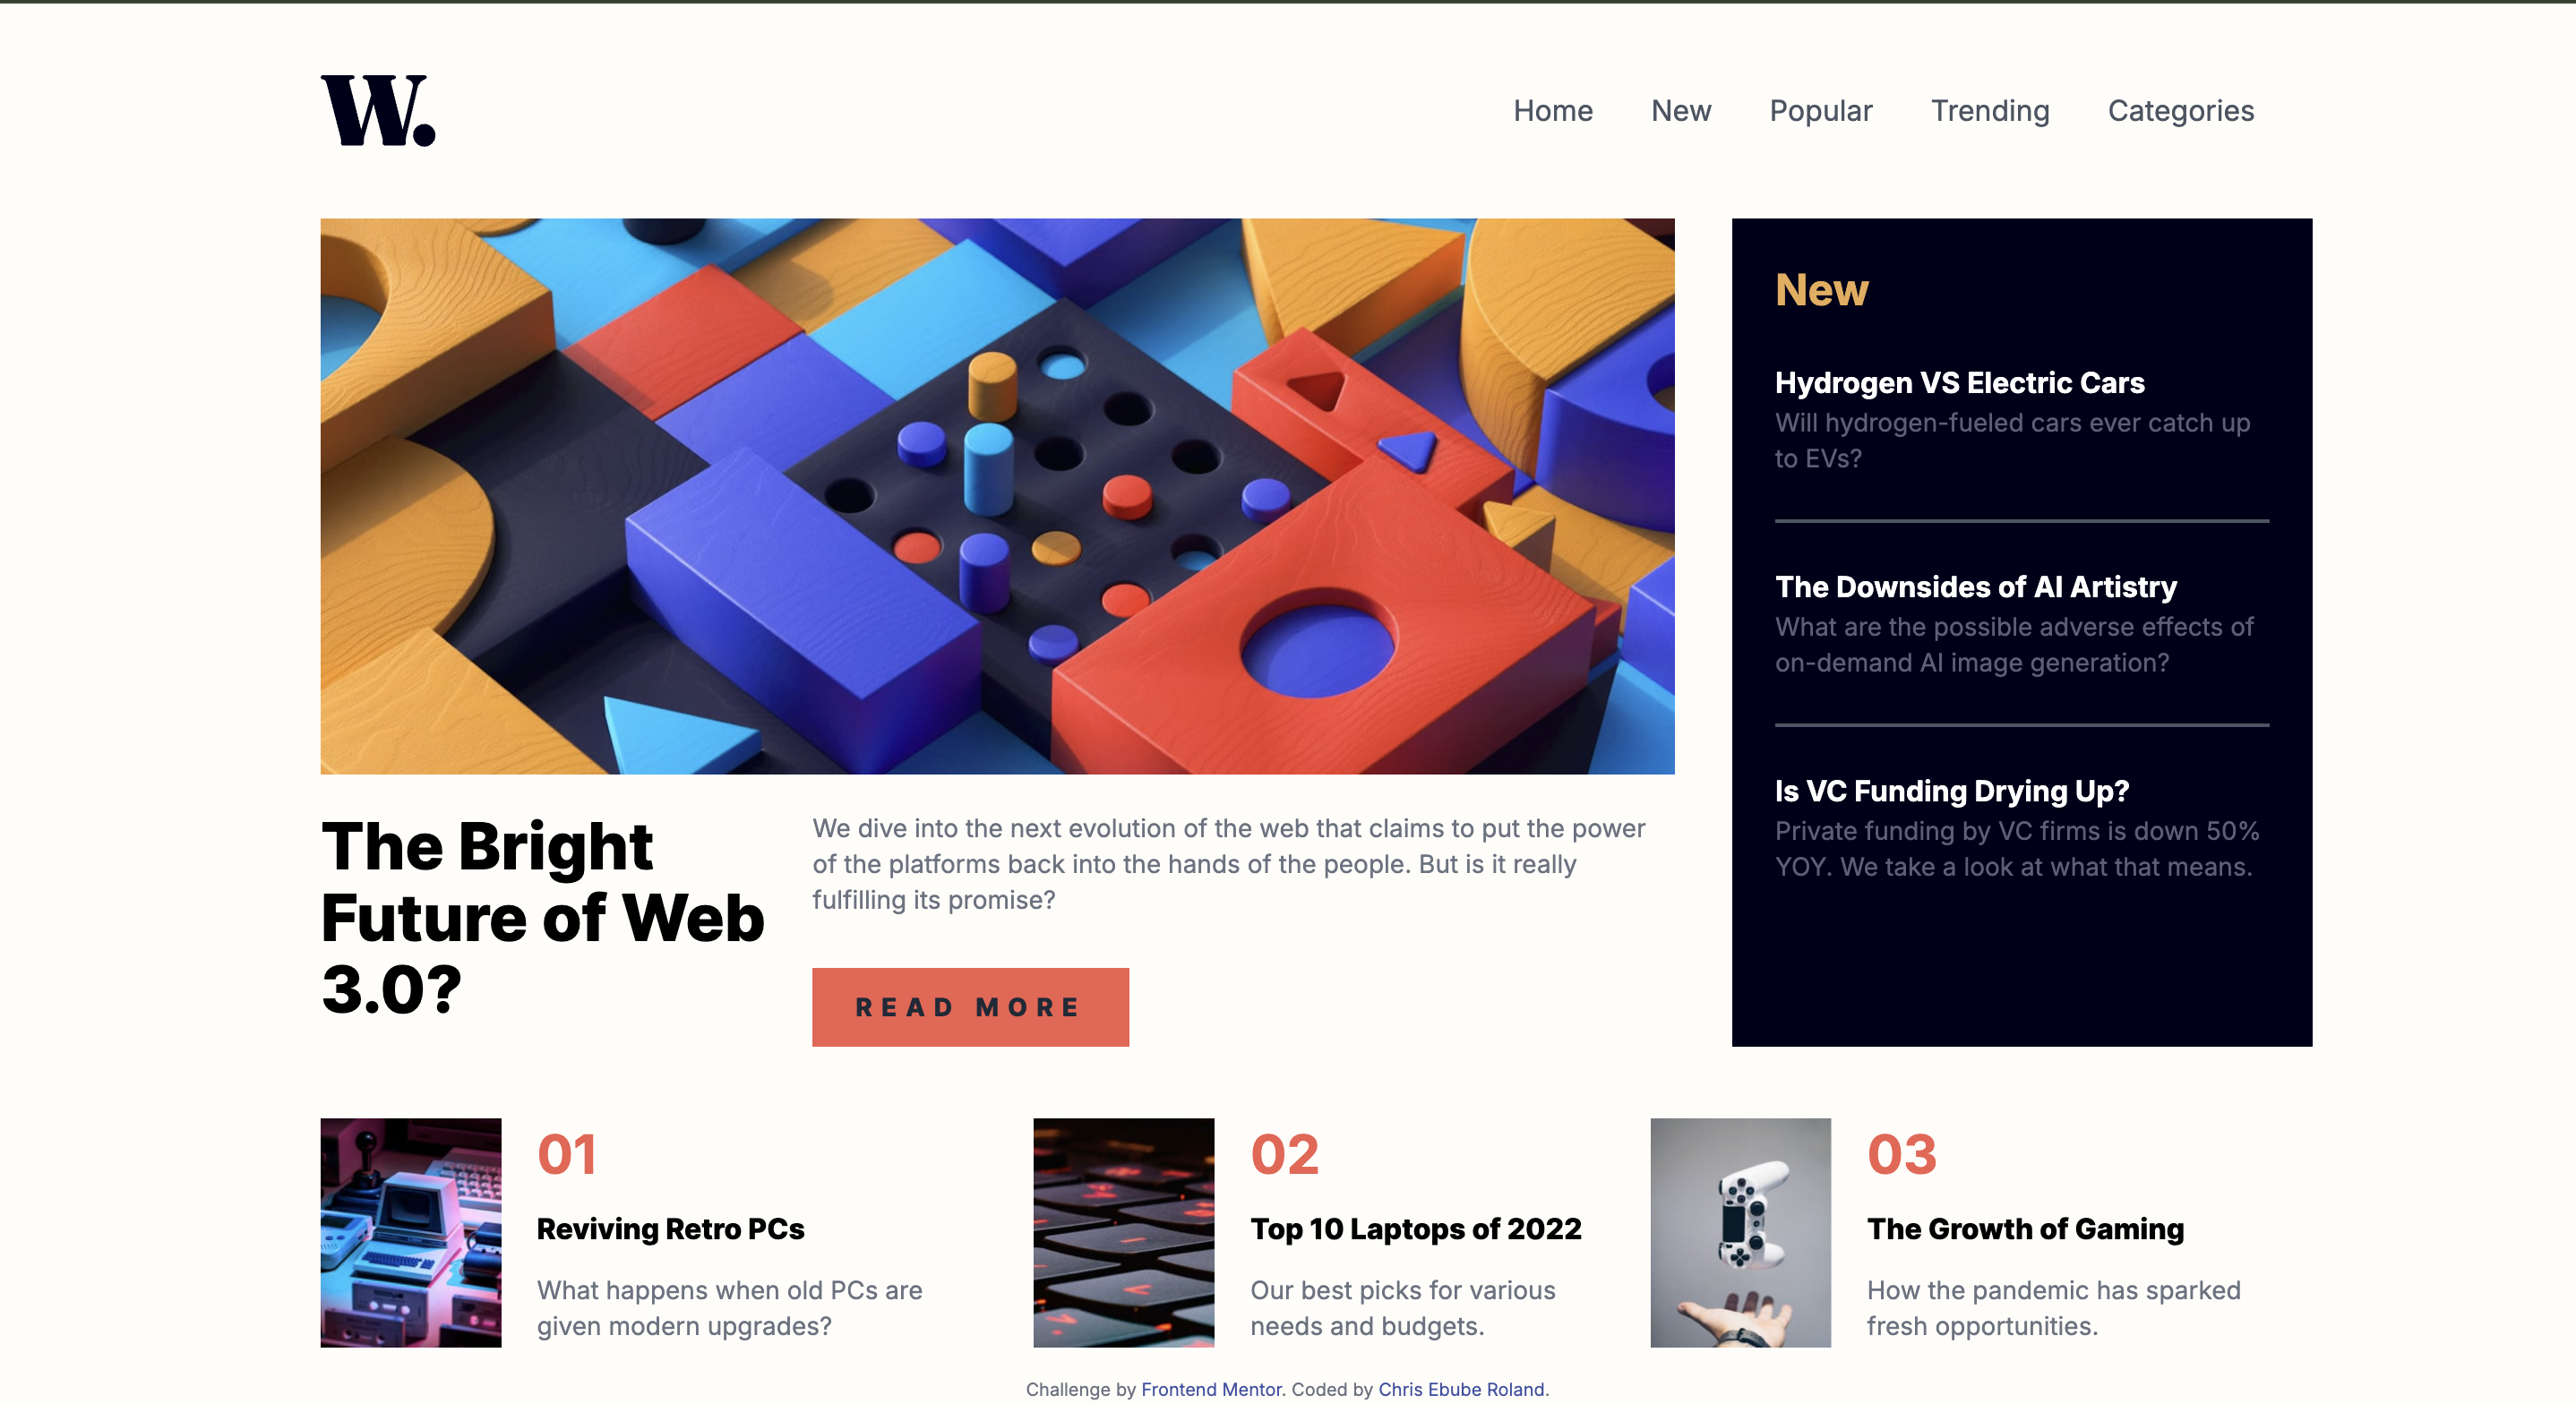 W.
Home New Popular Trending Categories
New
Hydrogen VS Electric Cars
Will hydrogen-fueled cars ever catch up
to EVs?
The Downsides of AI Artistry
What are the possible adverse effects of
on-demand AI image generation?
Is VC Funding Drying Up?
Private funding by VC firms is down 50%
YOY. We take a look at what that means.
The Bright
Future of Web
3.0?
We dive into the next evolution of the web that claims to put the power
of the platforms back into the hands of the people. But is it really
fulfilling its promise?
READ MORE
01
Reviving Retro PCs
What happens when old PCs are
given modern upgrades?
02
Top 10 Laptops of 2022
Our best picks for various
needs and budgets.
03
The Growth of Gaming
How the pandemic has sparked
fresh opportunities.
Challenge by Frontend Mentor. Coded by Chris Ebube Roland.